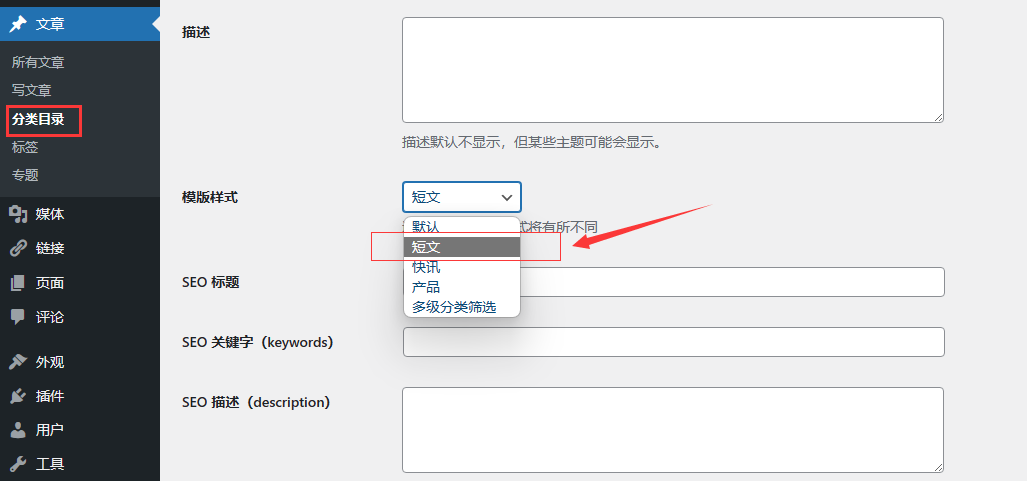 文章
所有文章
写文章
分类目录
标签
专题
媒体
链接
页面
评论
外观
插件
用户
工具
描述
描述默认不显示，但某些主题可能会显示。
模版样式
短文
默认
将有所不同
短文
快讯
产品
多级分类筛选
SEO 标题
SEO 关键字（keywords）
SEO 描述（description）